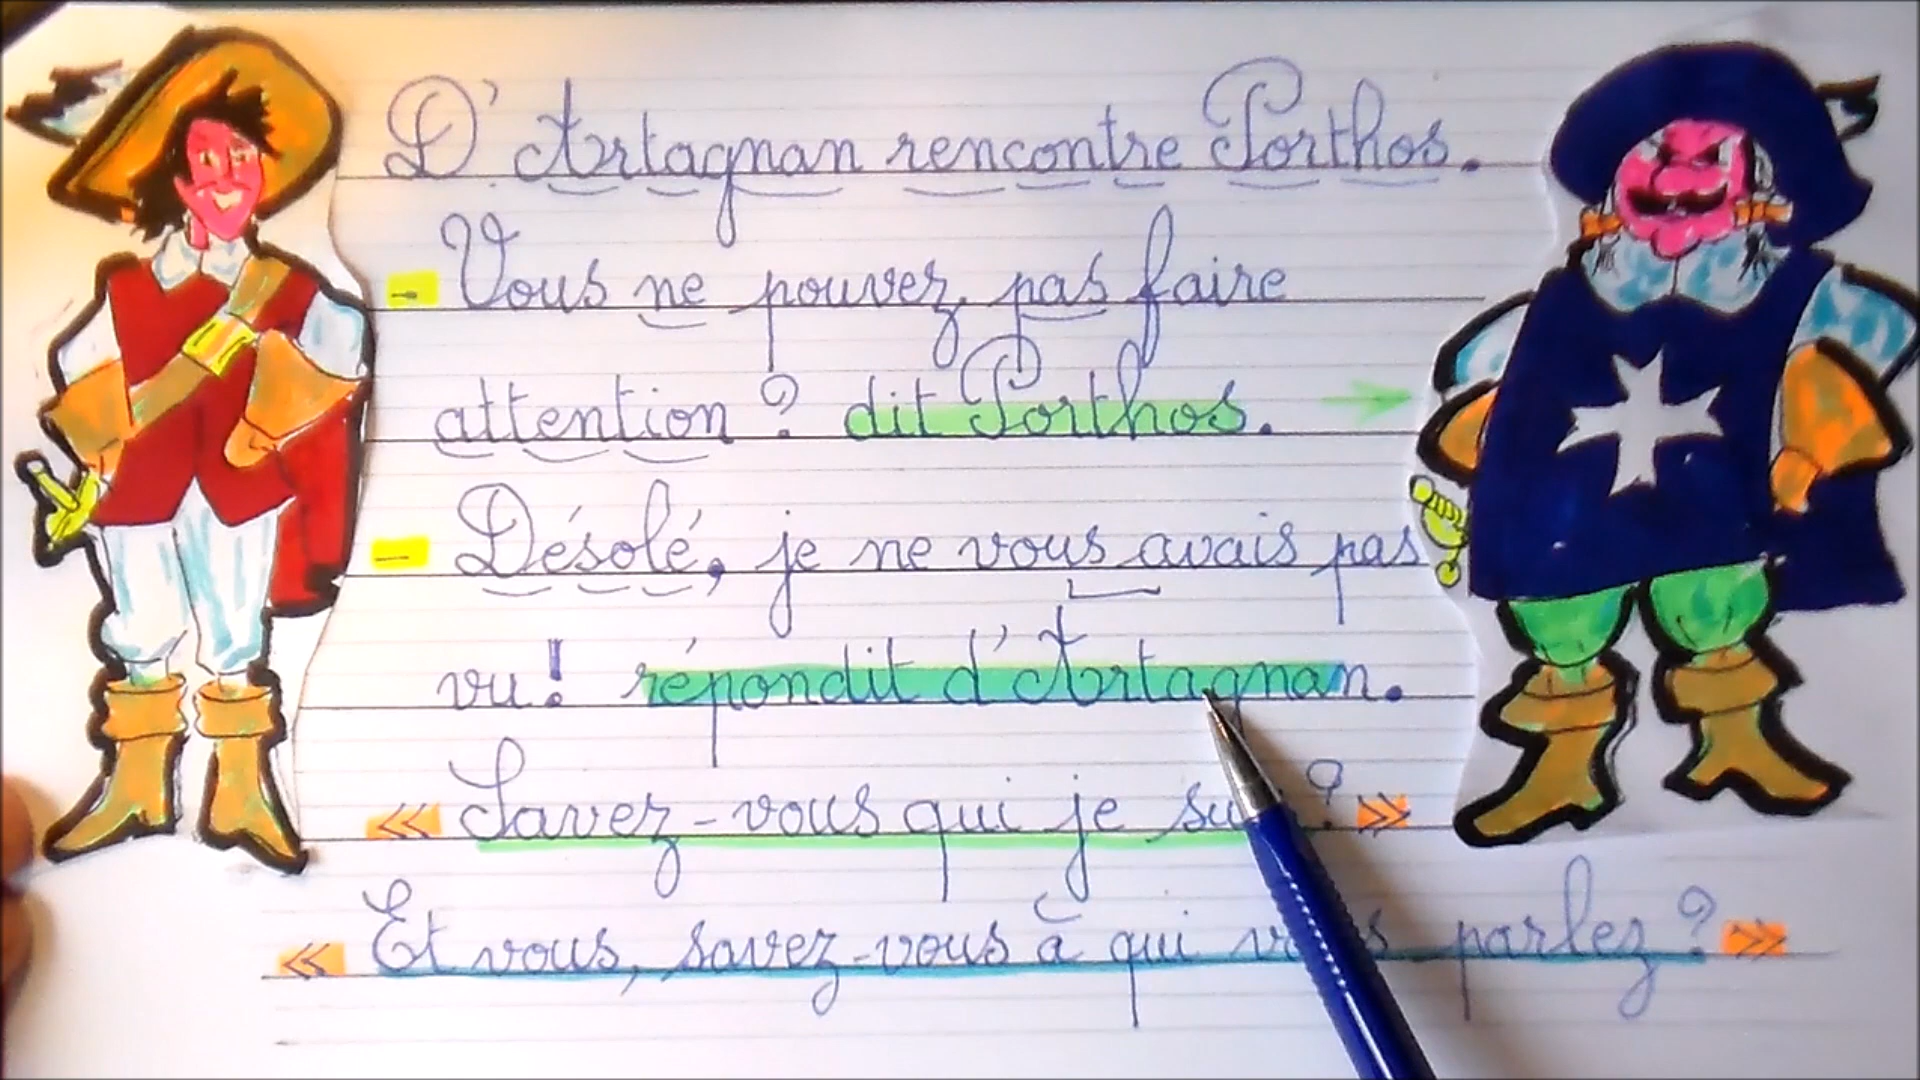 D'Artagnan rencontre Porthos.
- Vous ne pouvez pas faire
attention ? dit Porthos.
- Désolé, je ne vous avais pas
vu ! répondit d'Artagnan.
« Savez-vous qui je ? »
« Et vous, savez-vous à qui vous parlez ? »